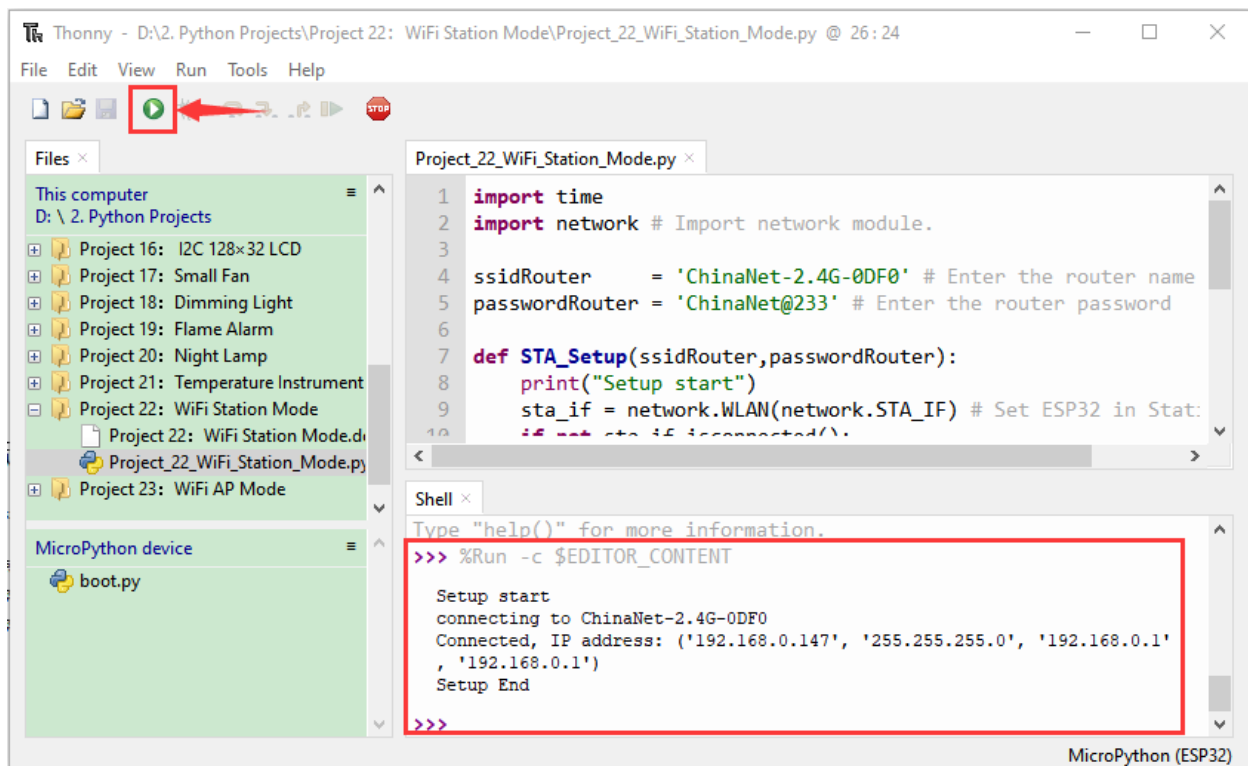 Thonny - D:\2. Python Projects\Project 22： WiFi Station Mode\Project_22_WiFi_Station_Mode.py @ 26 : 24
File Edit View Run Tools Help
STOP
Files
This computer
D: \ 2. Python Projects
Project 16： I2C 128×32 LCD
Project 17：Small Fan
Project 18：Dimming Light
Project 19：Flame Alarm
Project 20：Night Lamp
Project 21：Temperature Instrument
Project 22：WiFi Station Mode
Project 22：WiFi Station Mode.d
Project_22_WiFi_Station_Mode.py
Project 23：WiFi AP Mode
MicroPython device
boot.py
Project_22_WiFi_Station_Mode.py
1 import time
2 import network # Import network module.
3
4 ssidRouter     = 'ChinaNet-2.4G-0DF0' # Enter the router name
5 passwordRouter = 'ChinaNet@233' # Enter the router password
6
7 def STA_Setup(ssidRouter,passwordRouter):
8     print("Setup start")
9     sta_if = network.WLAN(network.STA_IF) # Set ESP32 in Stat
10     if not sta_if.isconnected():
Shell
Type "help()" for more information.
>>> %Run -c $EDITOR_CONTENT
Setup start
connecting to ChinaNet-2.4G-0DF0
Connected, IP address: ('192.168.0.147', '255.255.255.0', '192.168.0.1'
, '192.168.0.1')
Setup End
>>>
MicroPython (ESP32)